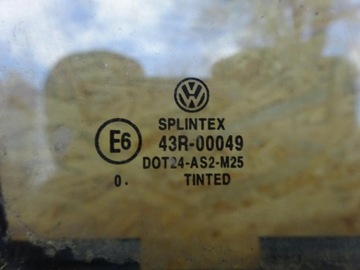 SPLINTEX
E6 43R-00049
DOT24-AS2-M25
0. TINTED